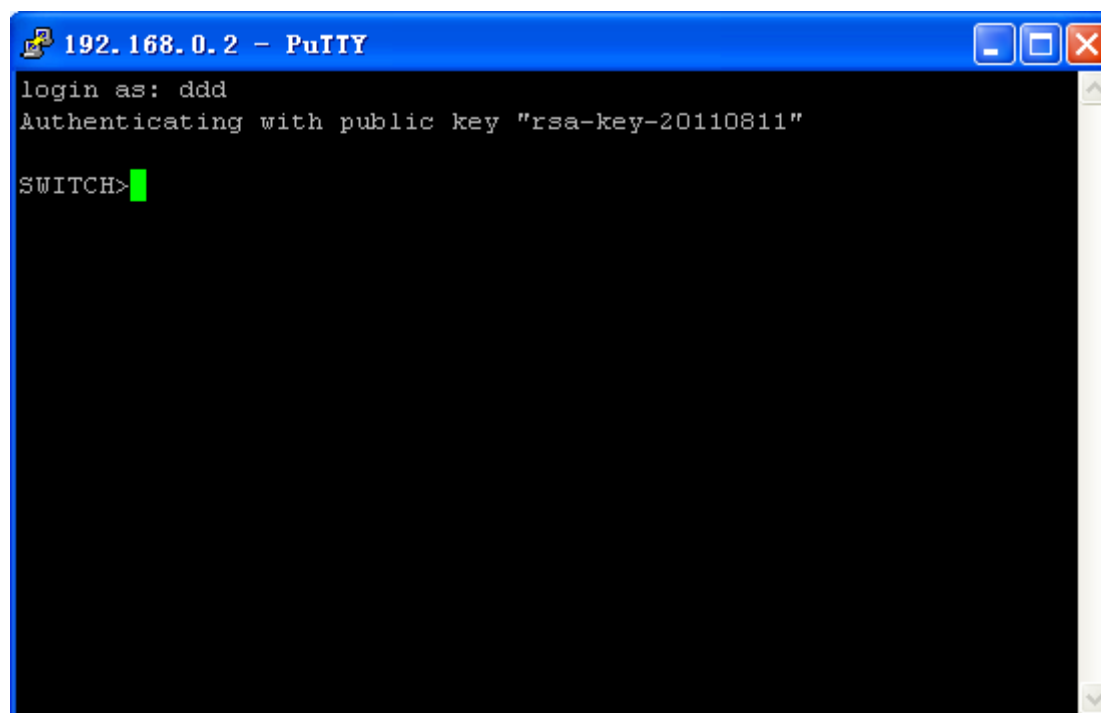 192.168.0.2 - PuTTY
login as: ddd
Authenticating with public key "rsa-key-20110811"
SWITCH>